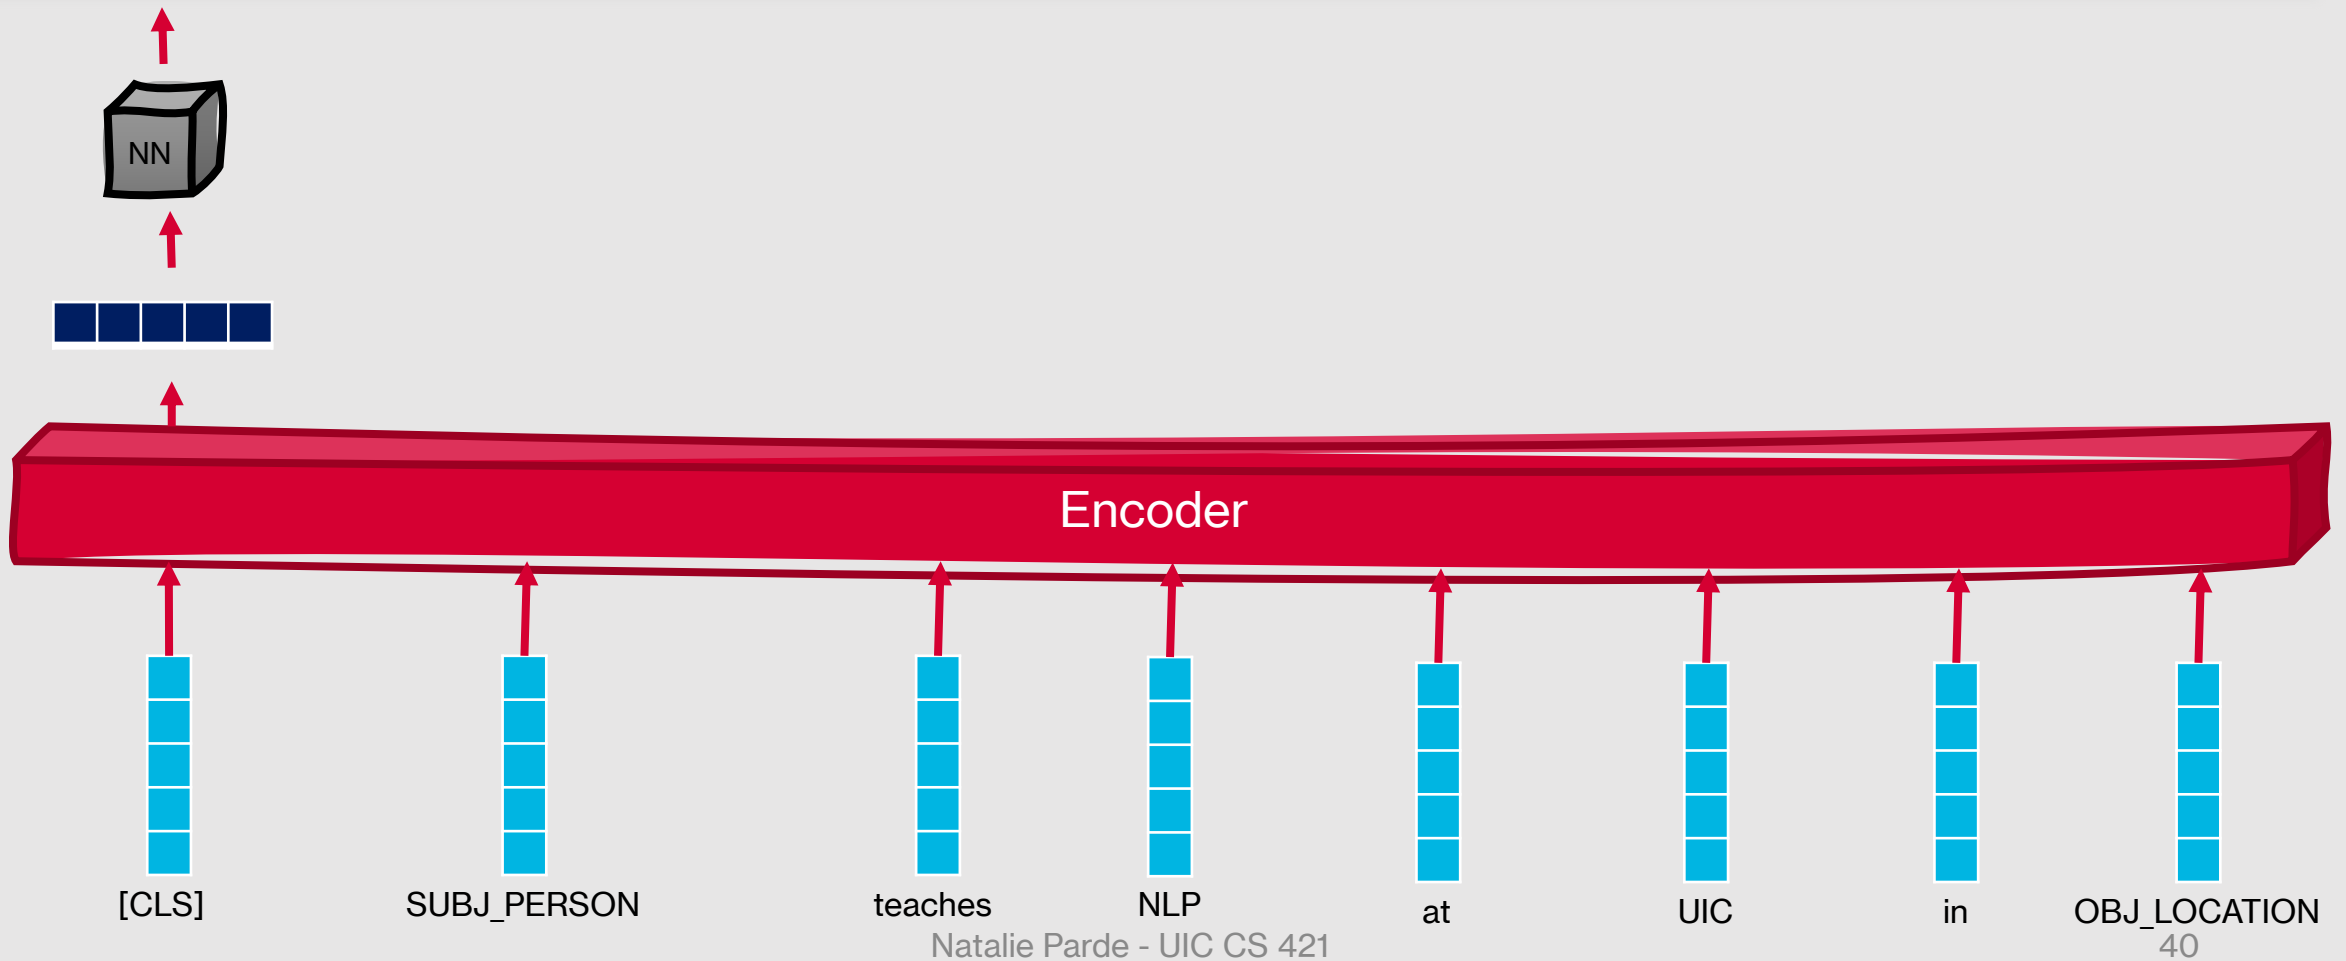 NN
Encoder
[CLS] SUBJ_PERSON teaches NLP at UIC in OBJ_LOCATION
Natalie Parde - UIC CS 421 40